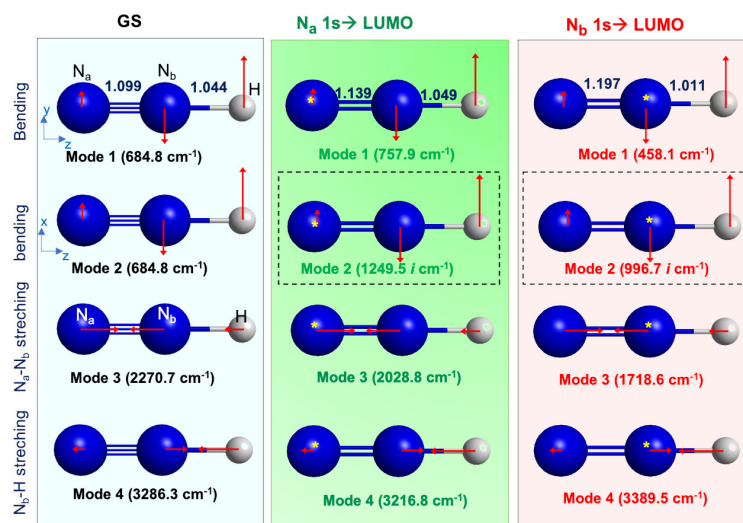 GS
Na 1s→ LUMO
Nb 1s→ LUMO
Bending
Na
Nb
H
1.099
1.044
y
z
Mode 1 (684.8 cm-1)
*
1.139
1.049
Mode 1 (757.9 cm-1)
1.197
1.011
*
Mode 1 (458.1 cm-1)
bending
x
z
Mode 2 (684.8 cm-1)
*
Mode 2 (1249.5 i cm-1)
*
Mode 2 (996.7 i cm-1)
Na-Nb streching
Na
Nb
H
Mode 3 (2270.7 cm-1)
*
Mode 3 (2028.8 cm-1)
*
Mode 3 (1718.6 cm-1)
Nb-H streching
Mode 4 (3286.3 cm-1)
*
Mode 4 (3216.8 cm-1)
*
Mode 4 (3389.5 cm-1)